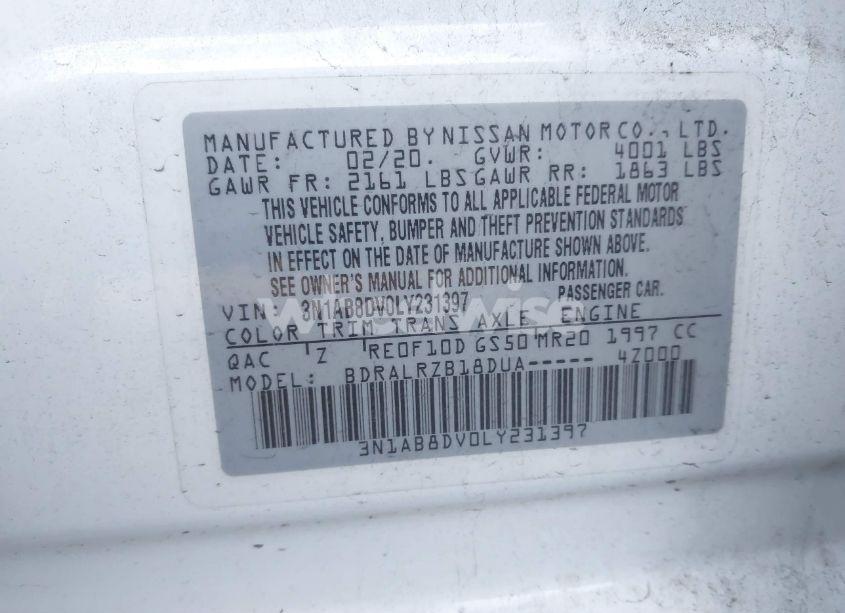 MANUFACTURED BY NISSAN MOTOR CO., LTD.
DATE: 02/20. GVWR: 4001 LBS
GAWR FR: 2161 LBS GAWR RR: 1863 LBS
THIS VEHICLE CONFORMS TO ALL APPLICABLE FEDERAL MOTOR
VEHICLE SAFETY, BUMPER AND THEFT PREVENTION STANDARDS
IN EFFECT ON THE DATE OF MANUFACTURE SHOWN ABOVE.
SEE OWNER'S MANUAL FOR ADDITIONAL INFORMATION.
VIN: 3N1AB8DV0LY231397 PASSENGER CAR.
COLOR TRIM TRANS AXLE ENGINE
QAC Z RE0F10D GS50 MR20 1997 CC
MODEL: BDRALRZB18DUA----- 4Z000
3N1AB8DV0LY231397